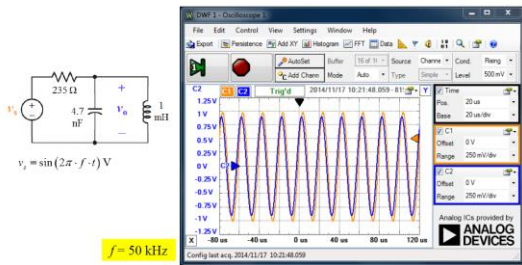 DWF 1 - Oscilloscope 1
File Edit Control View Settings Window Help
Export Persistence Add XY Histogram FFT Data
AutoSet Buffer Source Channe Cond. Rising
Add Chann Mode Auto Type Simple Level 500 mV
C2 C1 C2 Trig'd 2014/11/17 10:21:48.059 Y
1.25 V
1 V
0.75 V
0.5 V
0.25 V
0 V
-0.25 V
-0.5 V
-0.75 V
-1 V
-1.25 V
C2
X -80 us -40 us 0 us 40 us 80 us 120 us
Config last acq. 2014/11/17 10:21:48.059
Time
Pos. 20 us
Base 20 us/div
C1
Offset 0 V
Range 250 mV/div
C2
Offset 0 V
Range 250 mV/div
Analog ICs provided by
ANALOG
DEVICES
235 Ω
vs
4.7
nF
+
vo
–
1
mH
vs = sin(2π · f · t) V
f = 50 kHz